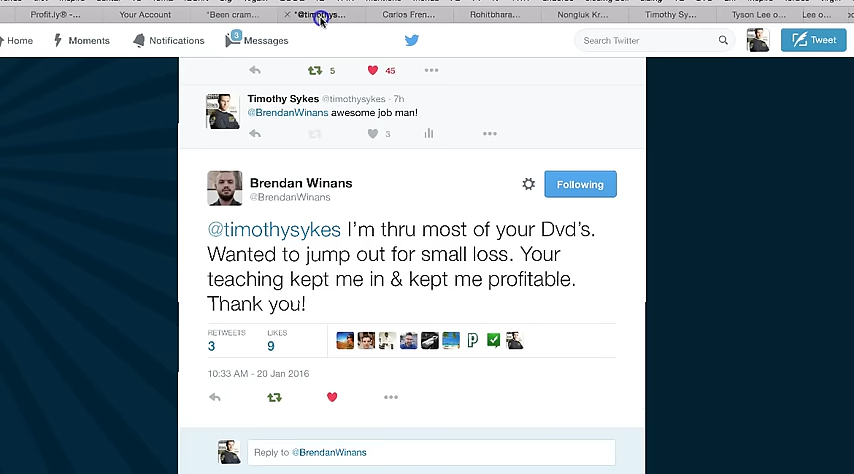 Profit.ly® -...
Your Account
"Been cram...
Carlos Fren...
Rohitbhara...
Nongluk Kr...
Timothy Sy...
Tyson Lee o...
Lee o...
Home
Moments
Notifications
3
Messages
Search Twitter
Tweet
5
45
Timothy Sykes @timothysykes · 7h
@BrendanWinans awesome job man!
3
Brendan Winans
@BrendanWinans
Following
@timothysykes I'm thru most of your Dvd's.
Wanted to jump out for small loss. Your
teaching kept me in & kept me profitable.
Thank you!
RETWEETS
3
LIKES
9
10:33 AM - 20 Jan 2016
Reply to @BrendanWinans